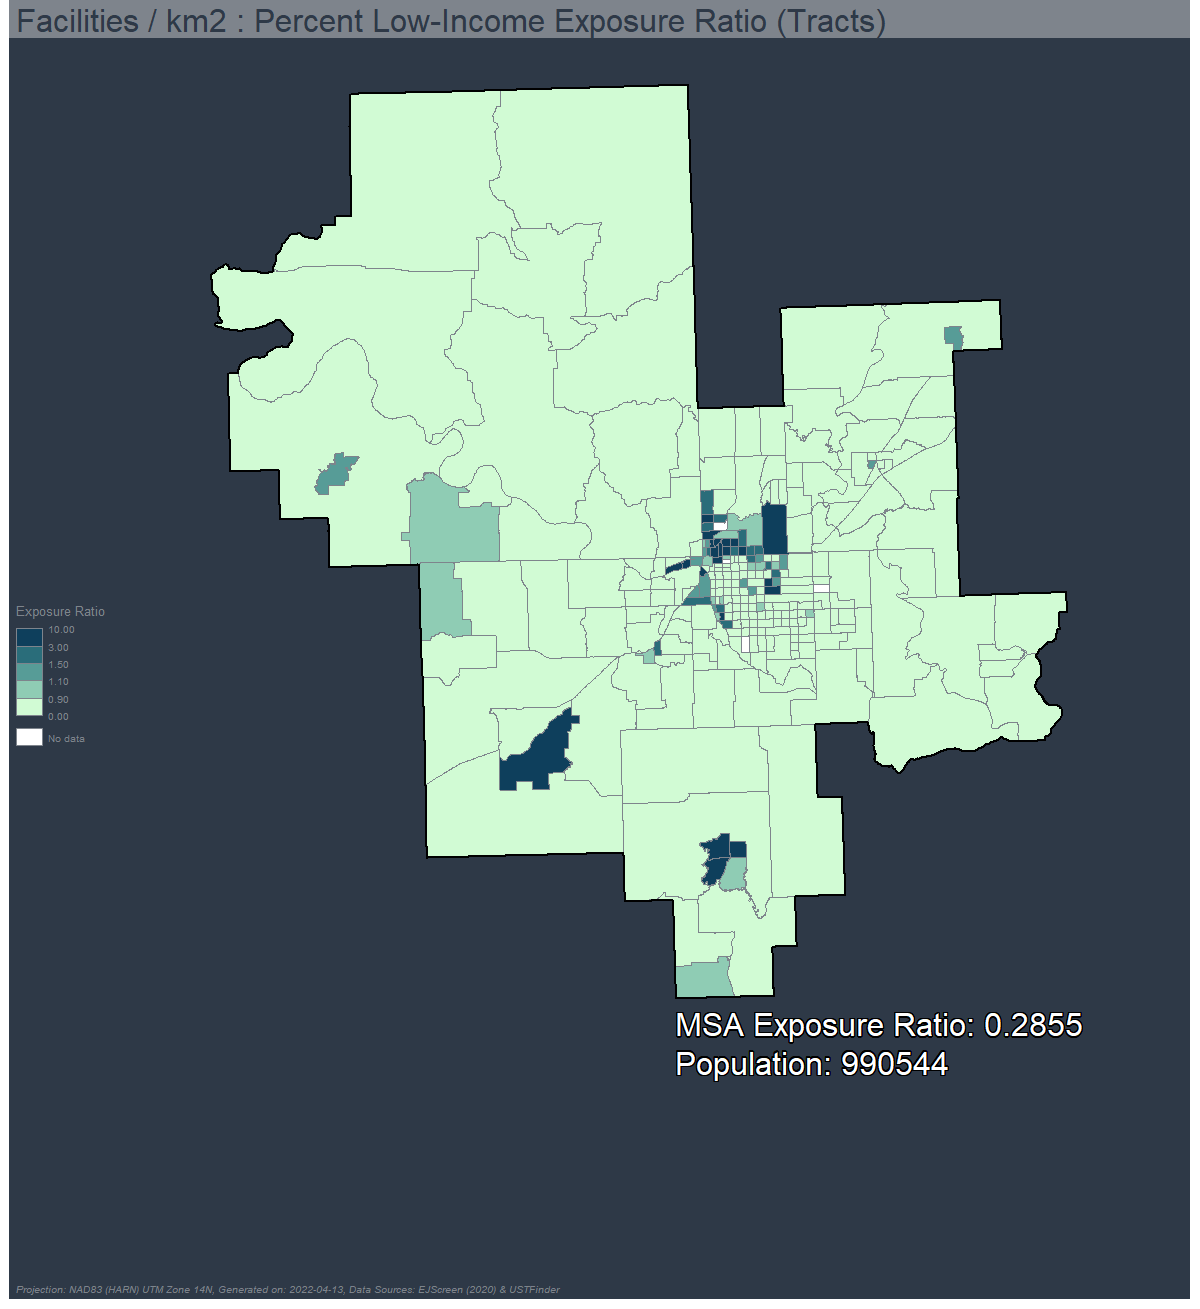 Facilities / km2 : Percent Low-Income Exposure Ratio (Tracts)
Exposure Ratio
10.00
3.00
1.50
1.10
0.90
0.00
No data
MSA Exposure Ratio: 0.2855
Population: 990544
Projection: NAD83 (HARN) UTM Zone 14N, Generated on: 2022-04-13, Data Sources: EJScreen (2020) & USTFinder